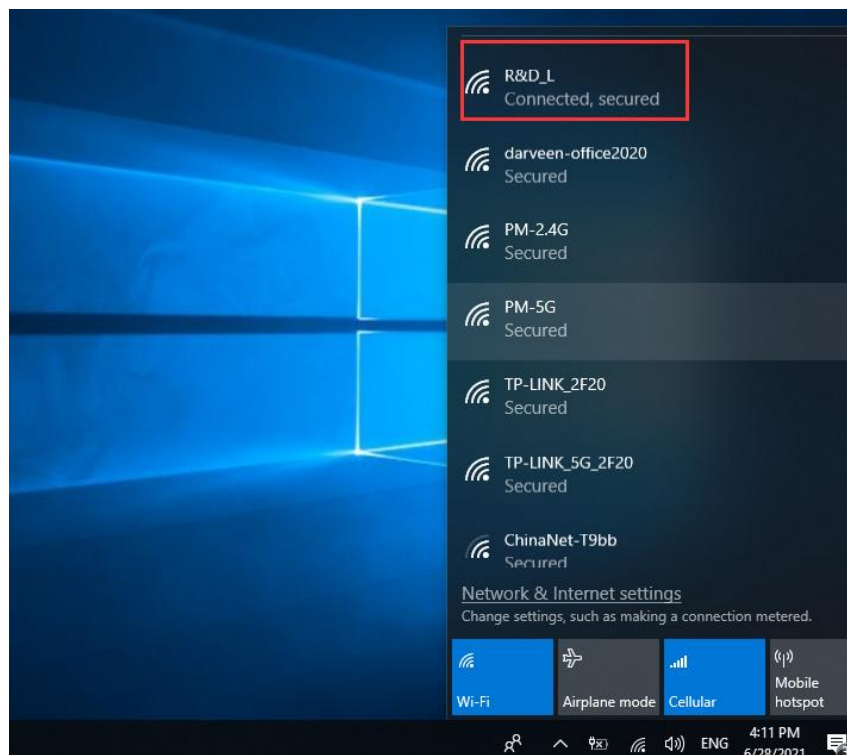 R&D_L
Connected, secured
darveen-office2020
Secured
PM-2.4G
Secured
PM-5G
Secured
TP-LINK_2F20
Secured
TP-LINK_5G_2F20
Secured
ChinaNet-T9bb
Secured
Network & Internet settings
Change settings, such as making a connection metered.
Wi-Fi
Airplane mode
Cellular
Mobile
hotspot
ENG
4:11 PM
6/28/2021